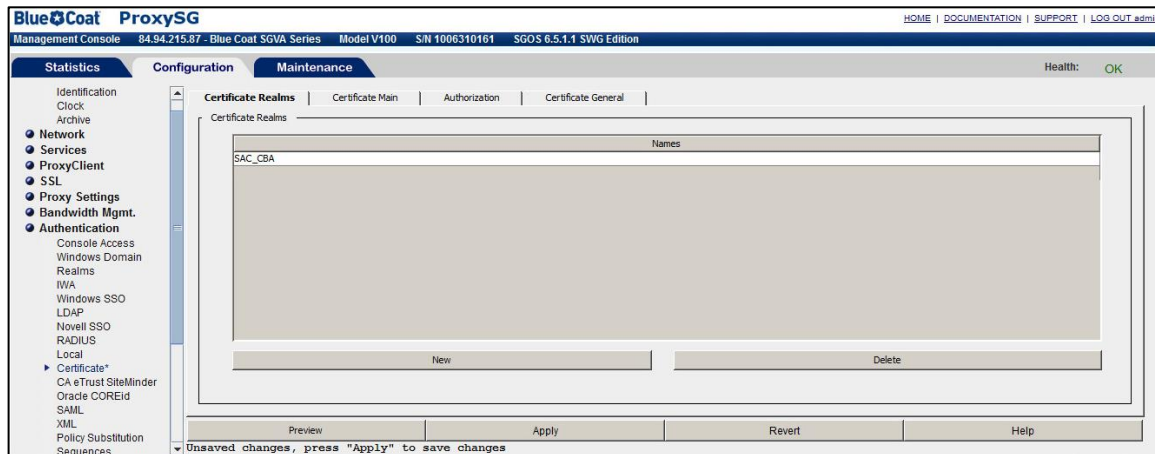 Blue Coat ProxySG
HOME | DOCUMENTATION | SUPPORT | LOG OUT admi
Management Console 84.94.215.87 - Blue Coat SGVA Series Model V100 S/N 1006310161 SGOS 6.5.1.1 SWG Edition
Statistics Configuration Maintenance Health: OK
Identification
Clock
Archive
Network
Services
ProxyClient
SSL
Proxy Settings
Bandwidth Mgmt.
Authentication
Console Access
Windows Domain
Realms
IWA
Windows SSO
LDAP
Novell SSO
RADIUS
Local
Certificate*
CA eTrust SiteMinder
Oracle COREid
SAML
XML
Policy Substitution
Sequences
Certificate Realms | Certificate Main | Authorization | Certificate General |
Certificate Realms
Names
SAC_CBA
New Delete
Preview Apply Revert Help
Unsaved changes, press "Apply" to save changes